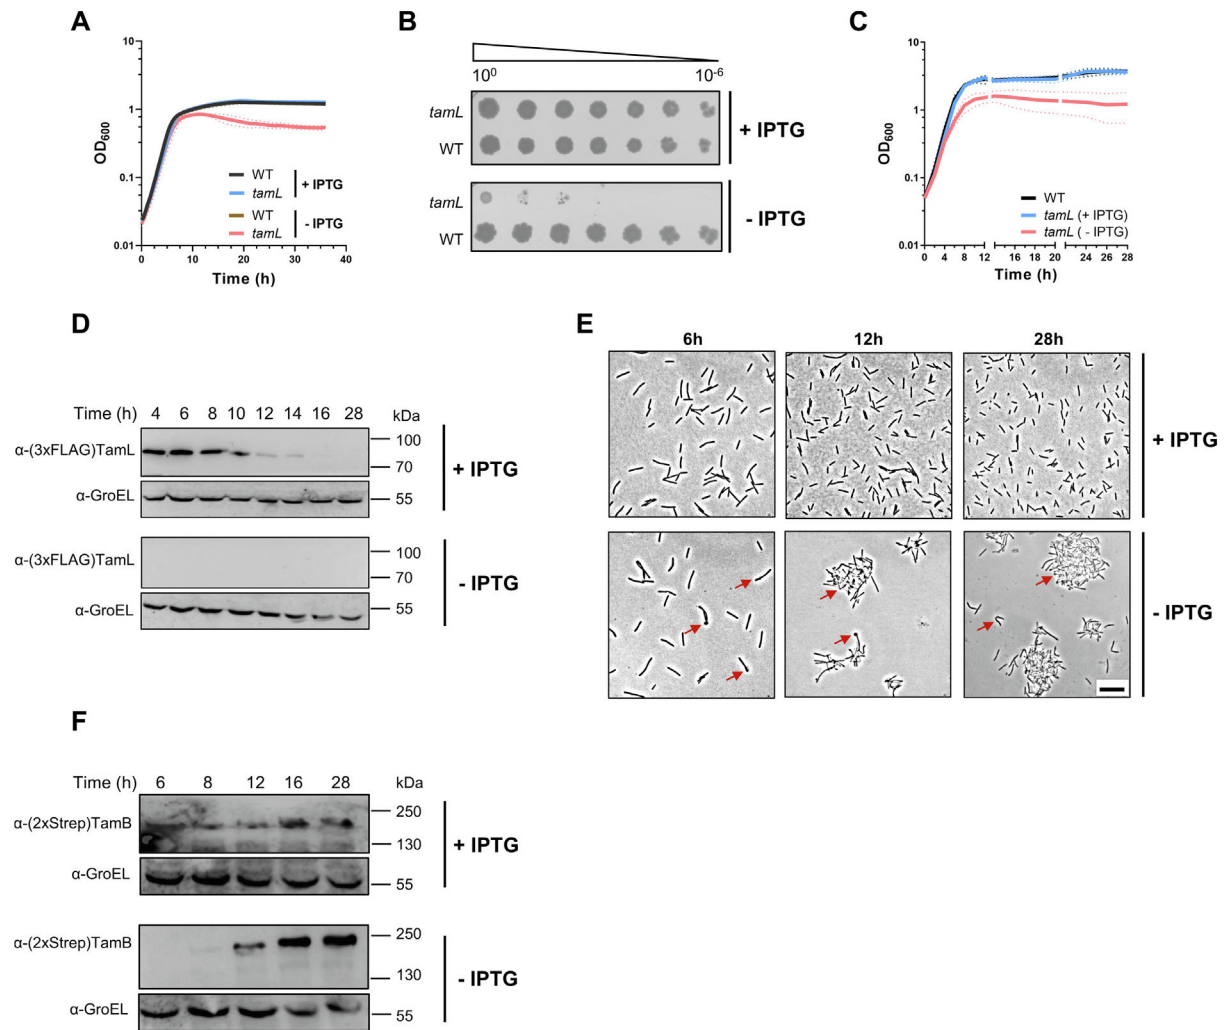 A
10
1
0.1
0.01
OD600
0 10 20 30 40
Time (h)
WT
tamL
+ IPTG
WT
tamL
- IPTG
B
10^0 10^-6
tamL
WT
+ IPTG
tamL
WT
- IPTG
C
10
1
0.1
0.01
OD600
0 4 8 12 16 20 24 26 28
Time (h)
WT
tamL (+ IPTG)
tamL ( - IPTG)
D
Time (h) 4 6 8 10 12 14 16 28 kDa
α-(3xFLAG)TamL
100
70
α-GroEL
55
+ IPTG
α-(3xFLAG)TamL
100
70
α-GroEL
55
- IPTG
E
6h 12h 28h
+ IPTG
- IPTG
F
Time (h) 6 8 12 16 28 kDa
α-(2xStrep)TamB
250
130
α-GroEL
55
+ IPTG
α-(2xStrep)TamB
250
130
α-GroEL
55
- IPTG